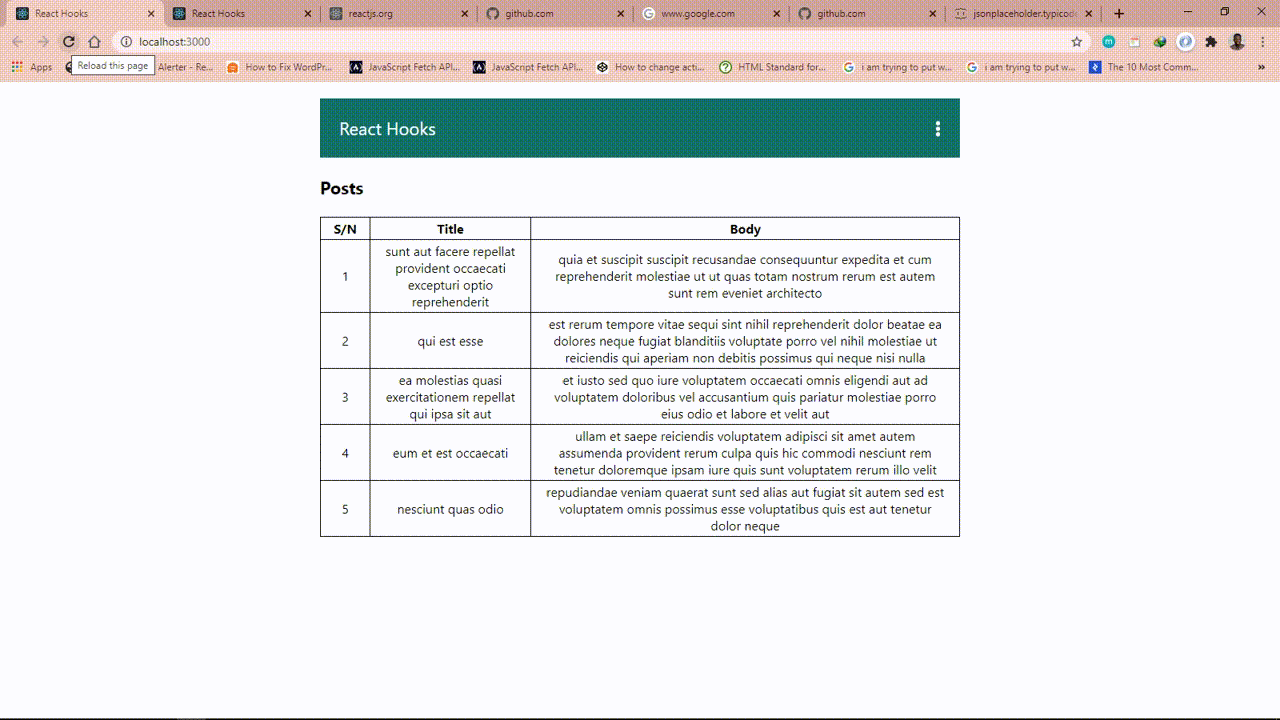 React Hooks
React Hooks
reactjs.org
github.com
www.google.com
github.com
jsonplaceholder.typicod
localhost:3000
Apps
Alerter - Re...
How to Fix WordPr...
JavaScript Fetch API...
JavaScript Fetch API...
How to change acti...
HTML Standard for...
i am trying to put w...
i am trying to put w...
The 10 Most Comm...
»
Reload this page
React Hooks
Posts
S/N Title Body
1
sunt aut facere repellat
provident occaecati
excepturi optio
reprehenderit
quia et suscipit suscipit recusandae consequuntur expedita et cum
reprehenderit molestiae ut ut quas totam nostrum rerum est autem
sunt rem eveniet architecto
2
qui est esse
est rerum tempore vitae sequi sint nihil reprehenderit dolor beatae ea
dolores neque fugiat blanditiis voluptate porro vel nihil molestiae ut
reiciendis qui aperiam non debitis possimus qui neque nisi nulla
3
ea molestias quasi
exercitationem repellat
qui ipsa sit aut
et iusto sed quo iure voluptatem occaecati omnis eligendi aut ad
voluptatem doloribus vel accusantium quis pariatur molestiae porro
eius odio et labore et velit aut
4
eum et est occaecati
ullam et saepe reiciendis voluptatem adipisci sit amet autem
assumenda provident rerum culpa quis hic commodi nesciunt rem
tenetur doloremque ipsam iure quis sunt voluptatem rerum illo velit
5
nesciunt quas odio
repudiandae veniam quaerat sunt sed alias aut fugiat sit autem sed est
voluptatem omnis possimus esse voluptatibus quis est aut tenetur
dolor neque